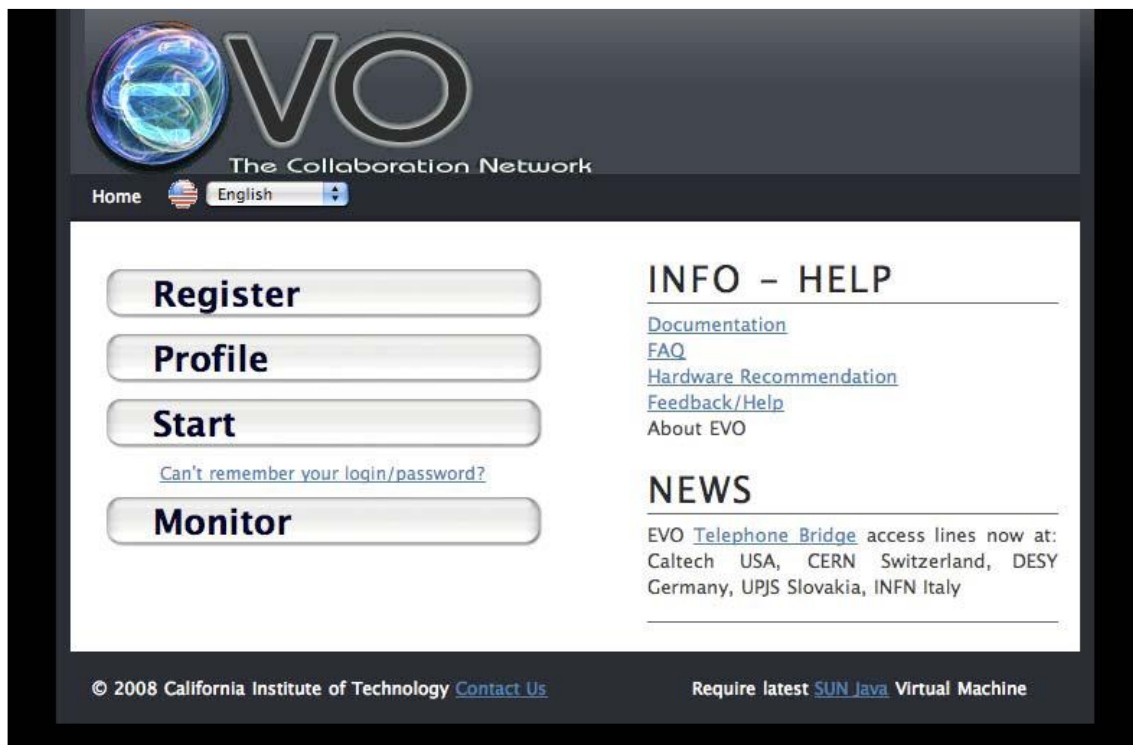 eVO
The Collaboration Network
Home English
Register
Profile
Start
Can't remember your login/password?
Monitor
INFO – HELP
Documentation
FAQ
Hardware Recommendation
Feedback/Help
About EVO
NEWS
EVO Telephone Bridge access lines now at:
Caltech USA, CERN Switzerland, DESY
Germany, UPJS Slovakia, INFN Italy
© 2008 California Institute of Technology Contact Us
Require latest SUN Java Virtual Machine